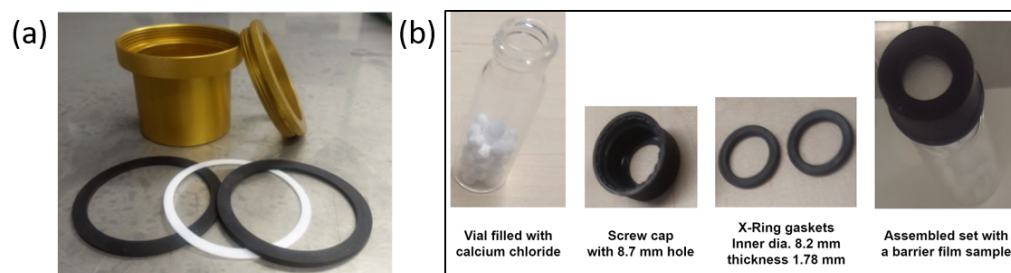 (a)
(b)
Vial filled with
calcium chloride
Screw cap
with 8.7 mm hole
X-Ring gaskets
Inner dia. 8.2 mm
thickness 1.78 mm
Assembled set with
a barrier film sample